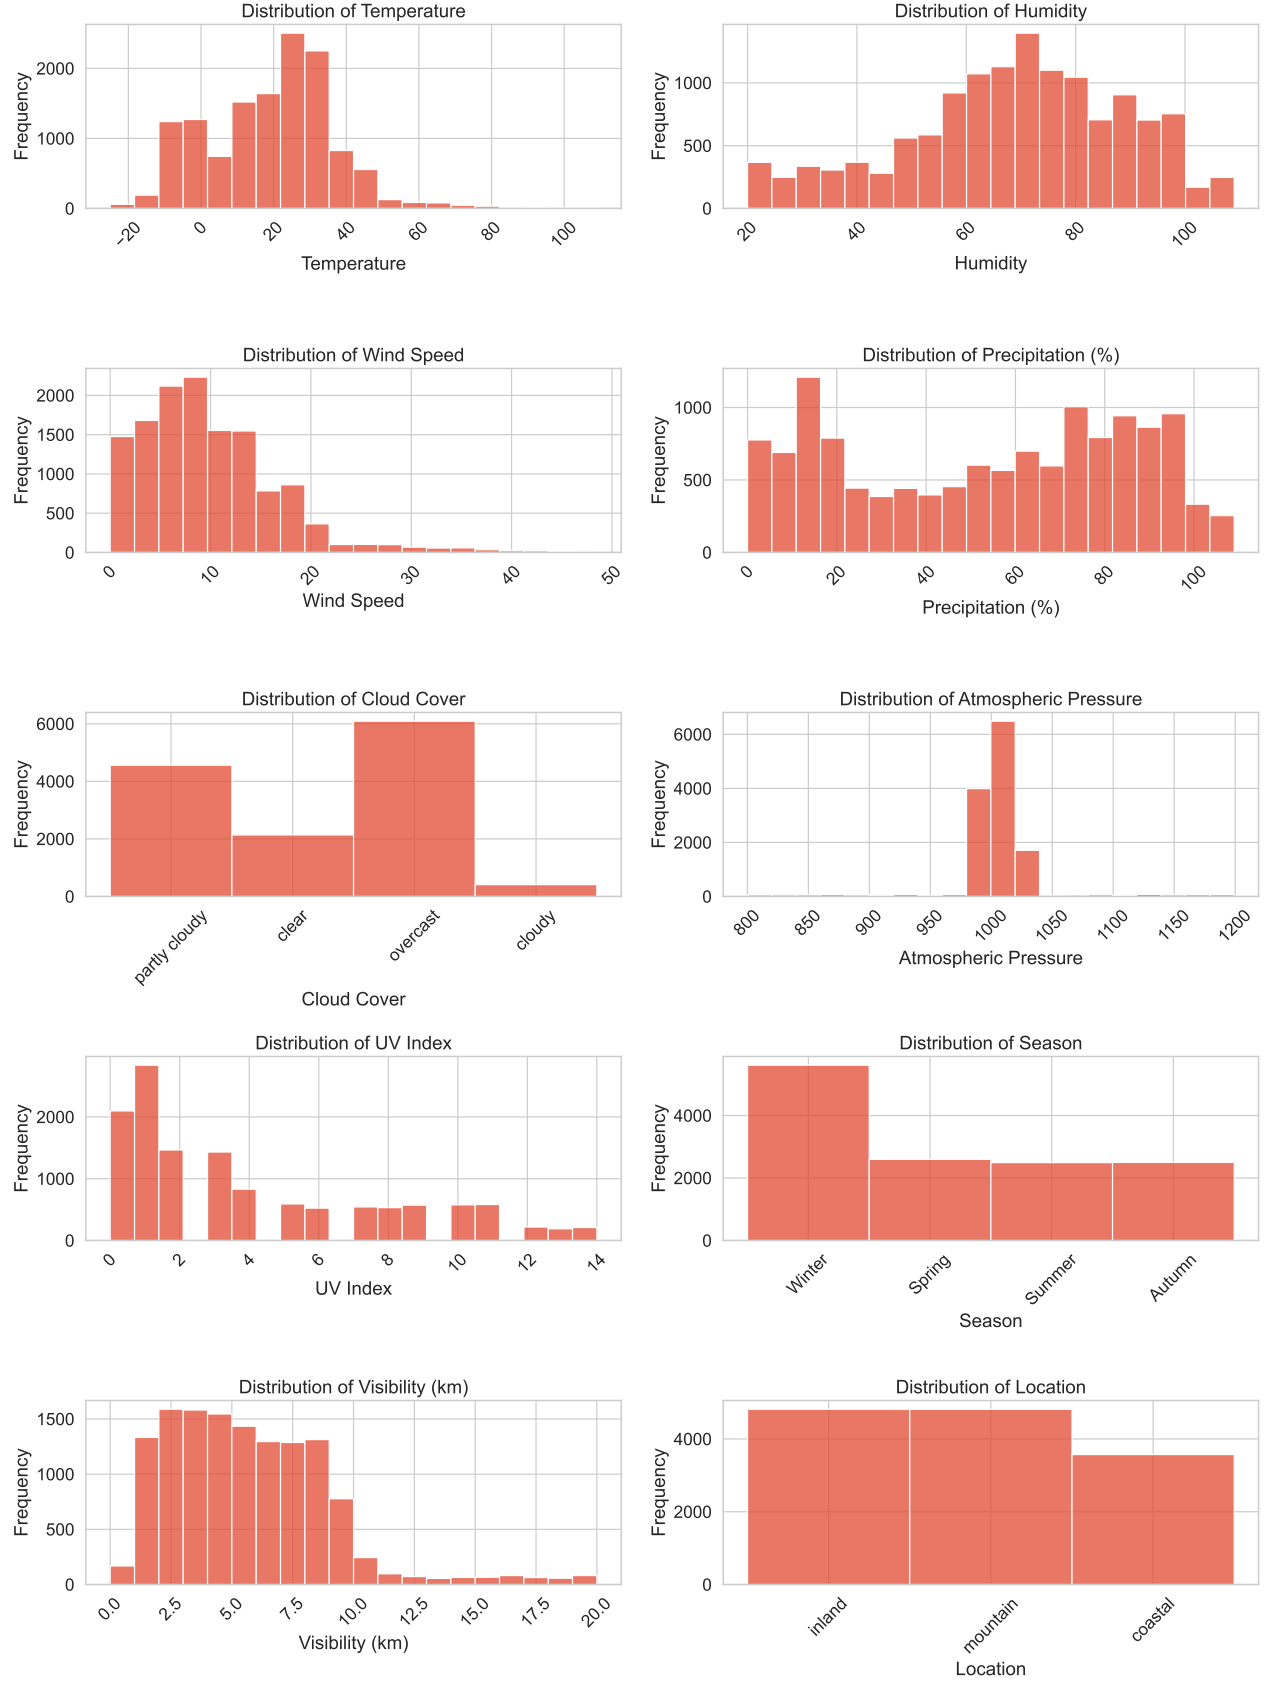 Distribution of Temperature
Frequency
2000
1000
0
−20 0 20 40 60 80 100
Temperature
Distribution of Humidity
Frequency
1000
500
0
20 40 60 80 100
Humidity
Distribution of Wind Speed
Frequency
2000
1500
1000
500
0
0 10 20 30 40 50
Wind Speed
Distribution of Precipitation (%)
Frequency
1000
500
0
0 20 40 60 80 100
Precipitation (%)
Distribution of Cloud Cover
Frequency
6000
4000
2000
0
partly cloudy clear overcast cloudy
Cloud Cover
Distribution of Atmospheric Pressure
Frequency
6000
4000
2000
0
800 850 900 950 1000 1050 1100 1150 1200
Atmospheric Pressure
Distribution of UV Index
Frequency
2000
1000
0
0 2 4 6 8 10 12 14
UV Index
Distribution of Season
Frequency
4000
2000
0
Winter Spring Summer Autumn
Season
Distribution of Visibility (km)
Frequency
1500
1000
500
0
0.0 2.5 5.0 7.5 10.0 12.5 15.0 17.5 20.0
Visibility (km)
Distribution of Location
Frequency
4000
2000
0
inland mountain coastal
Location